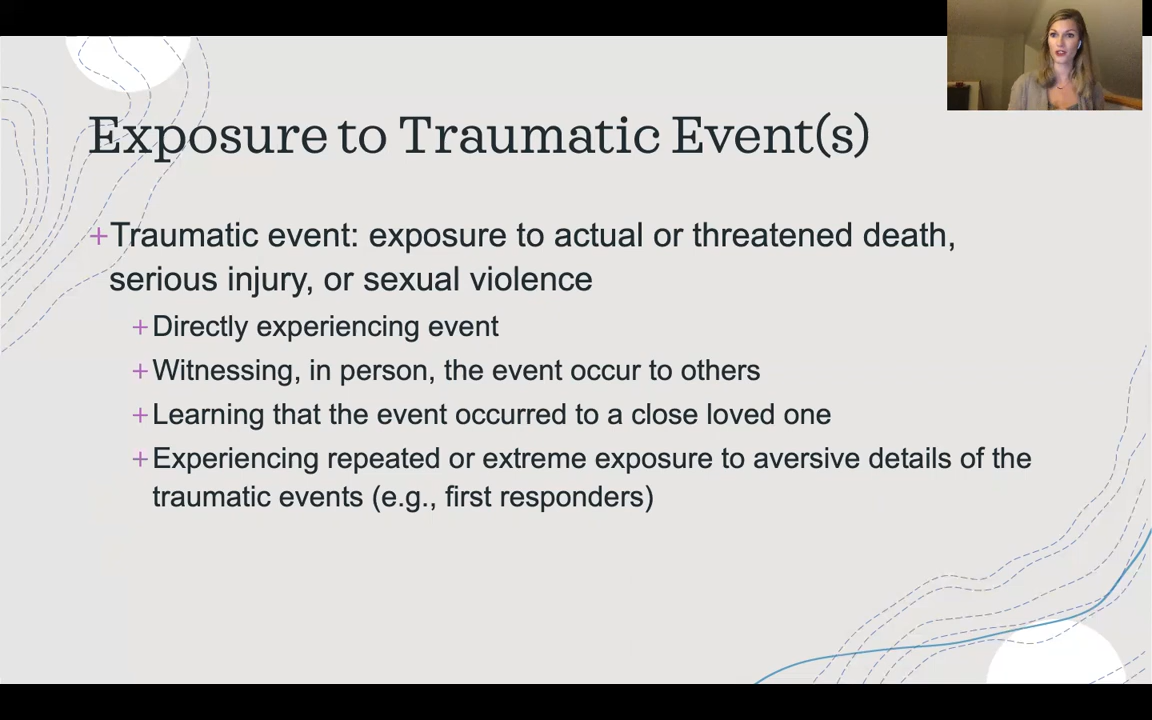 Exposure to Traumatic Event(s)
+Traumatic event: exposure to actual or threatened death,
serious injury, or sexual violence
+Directly experiencing event
+Witnessing, in person, the event occur to others
+Learning that the event occurred to a close loved one
+Experiencing repeated or extreme exposure to aversive details of the
traumatic events (e.g., first responders)